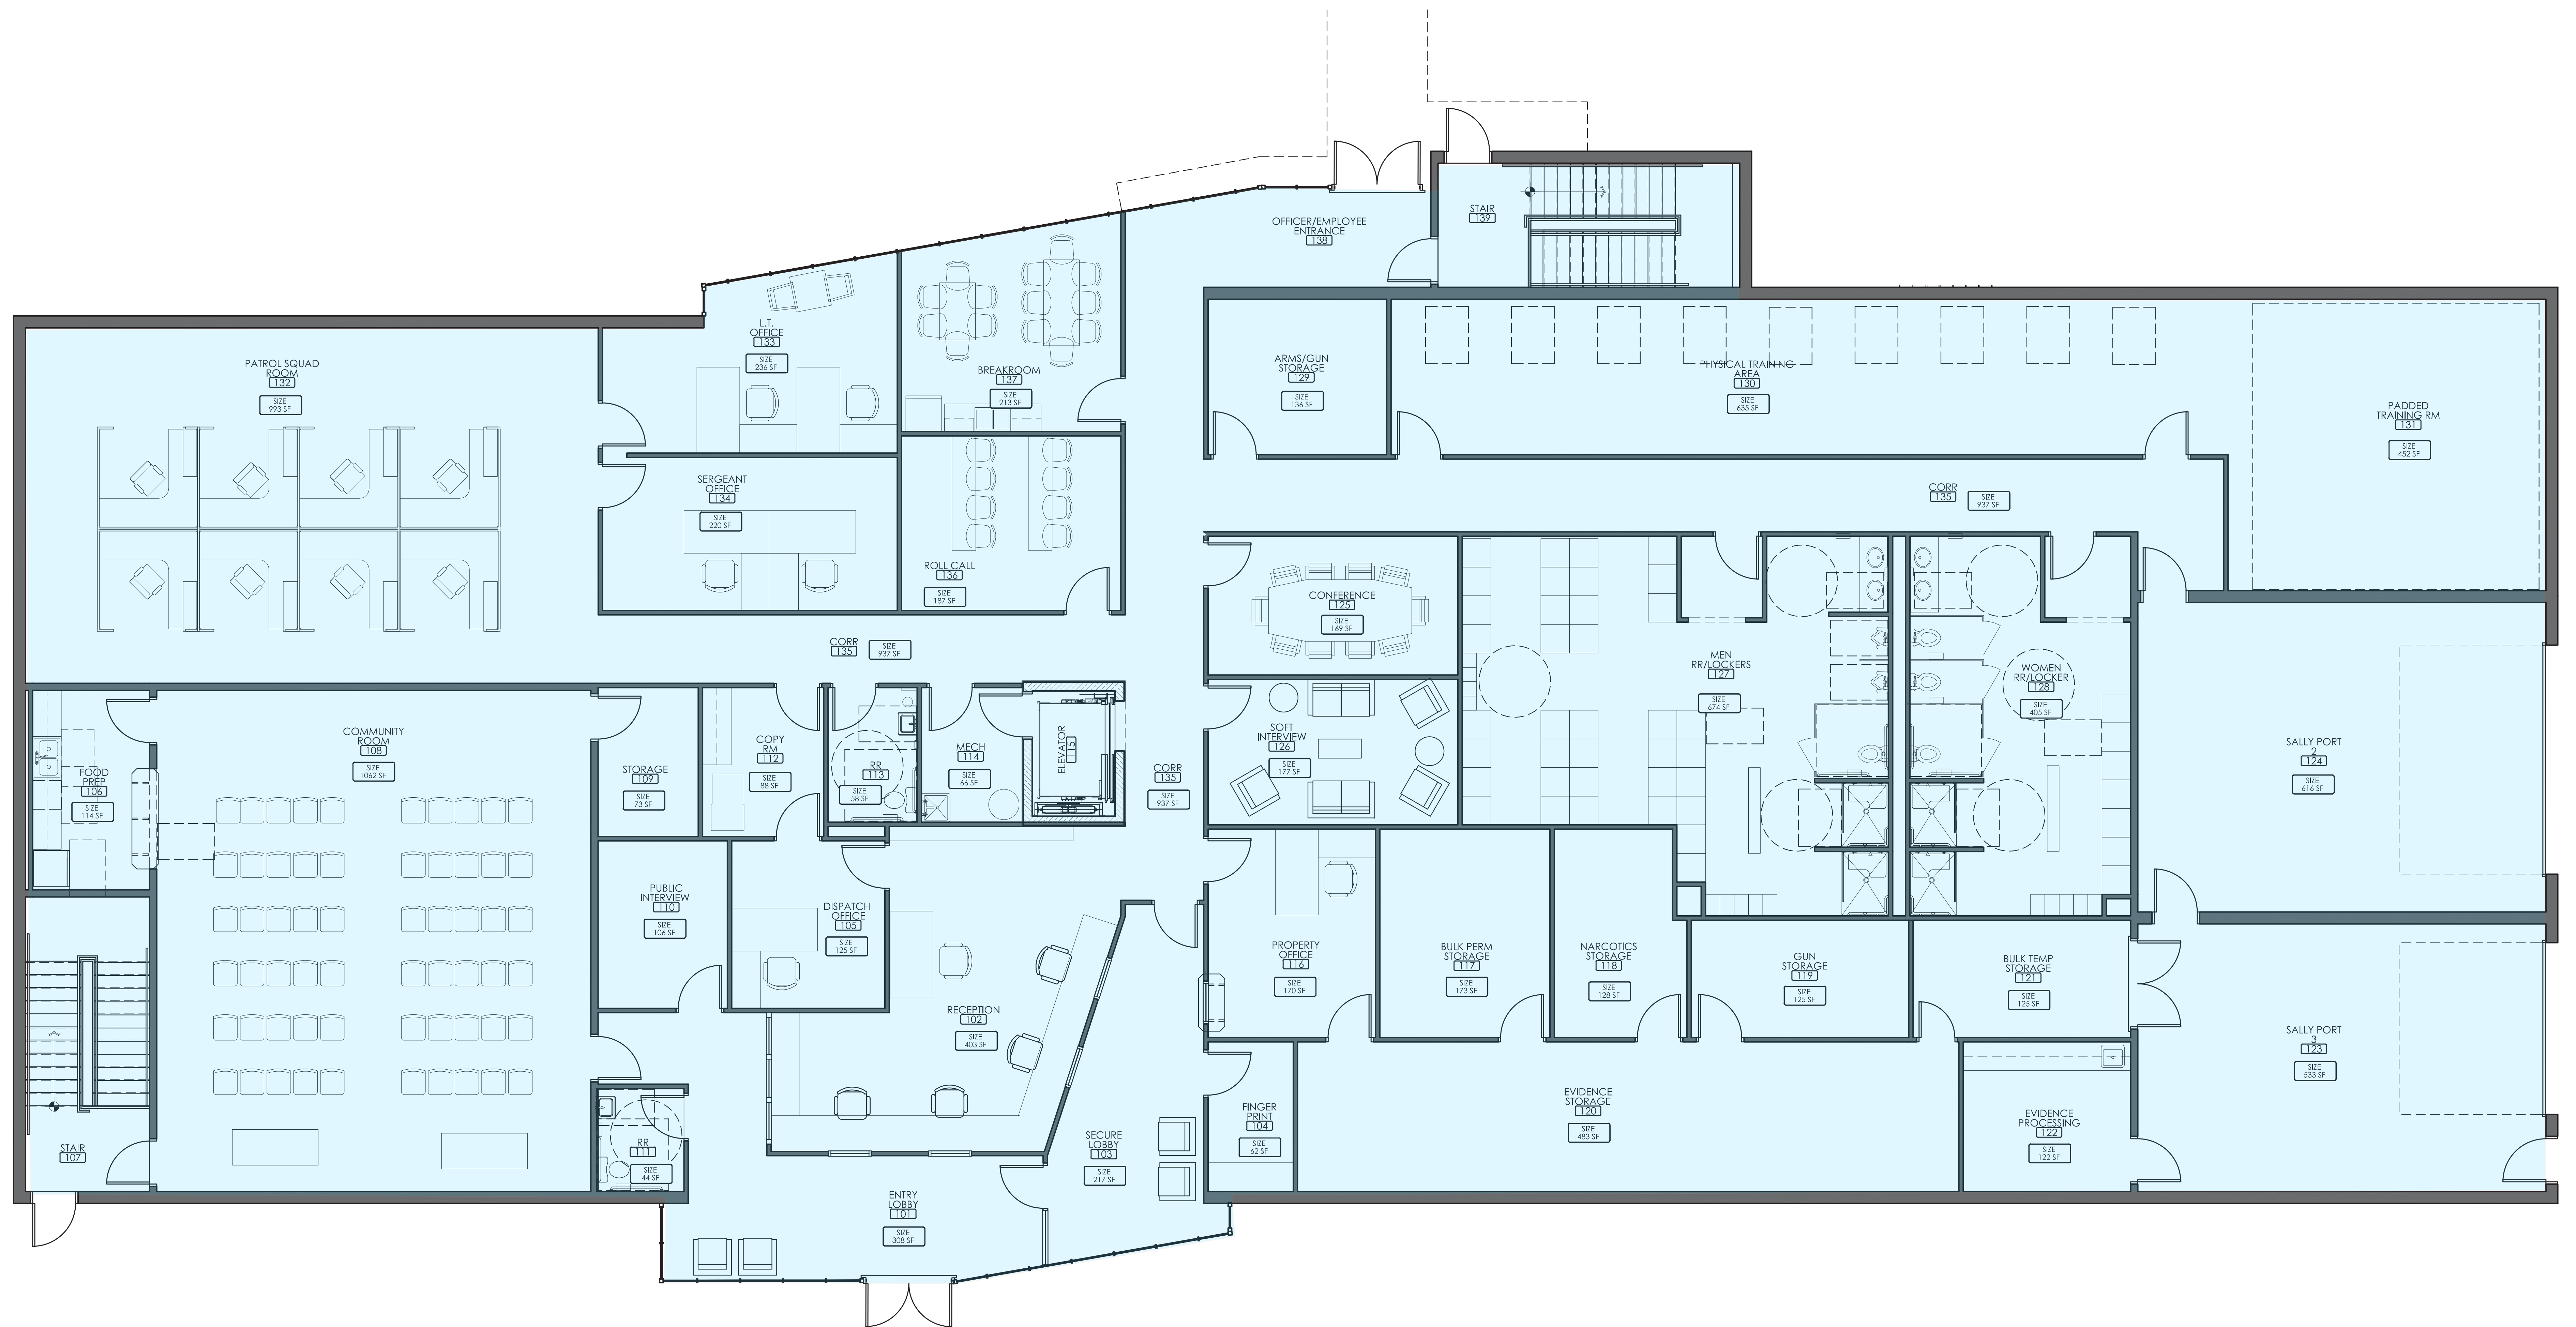 STAIR
139
OFFICER/EMPLOYEE
ENTRANCE
138
L.T.
OFFICE
133
SIZE
236 SF
PATROL SQUAD
ROOM
132
SIZE
993 SF
BREAKROOM
137
SIZE
213 SF
ARMS/GUN
STORAGE
129
SIZE
136 SF
PHYSICAL TRAINING
AREA
130
SIZE
635 SF
PADDED
TRAINING RM
131
SIZE
452 SF
SERGEANT
OFFICE
134
SIZE
220 SF
CORR
135
SIZE
937 SF
ROLL CALL
136
SIZE
187 SF
CONFERENCE
125
SIZE
169 SF
CORR
135
SIZE
937 SF
MEN
RR/LOCKERS
127
SIZE
674 SF
WOMEN
RR/LOCKER
128
SIZE
405 SF
COMMUNITY
ROOM
108
SIZE
1062 SF
FOOD
PREP
106
SIZE
114 SF
STORAGE
109
SIZE
73 SF
COPY
RM
112
SIZE
88 SF
RR
113
SIZE
58 SF
MECH
114
SIZE
66 SF
ELEVATOR
115
CORR
135
SIZE
937 SF
SOFT
INTERVIEW
126
SIZE
177 SF
SALLY PORT
2
124
SIZE
616 SF
PUBLIC
INTERVIEW
110
SIZE
106 SF
DISPATCH
OFFICE
105
SIZE
125 SF
PROPERTY
OFFICE
116
SIZE
170 SF
BULK PERM
STORAGE
117
SIZE
173 SF
NARCOTICS
STORAGE
118
SIZE
128 SF
GUN
STORAGE
119
SIZE
125 SF
BULK TEMP
STORAGE
121
SIZE
125 SF
RECEPTION
102
SIZE
403 SF
SALLY PORT
3
123
SIZE
533 SF
STAIR
107
RR
111
SIZE
44 SF
SECURE
LOBBY
103
SIZE
217 SF
FINGER
PRINT
104
SIZE
62 SF
EVIDENCE
STORAGE
120
SIZE
483 SF
EVIDENCE
PROCESSING
122
SIZE
122 SF
ENTRY
LOBBY
101
SIZE
308 SF